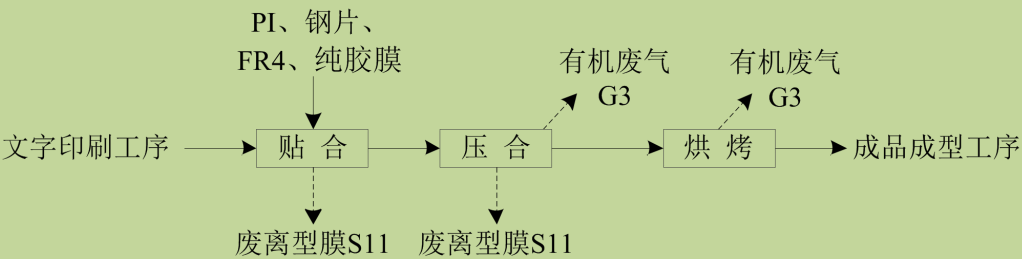 PI、钢片、
FR4、纯胶膜
有机废气
G3
有机废气
G3
文字印刷工序
贴合
压合
烘烤
成品成型工序
废离型膜S11
废离型膜S11